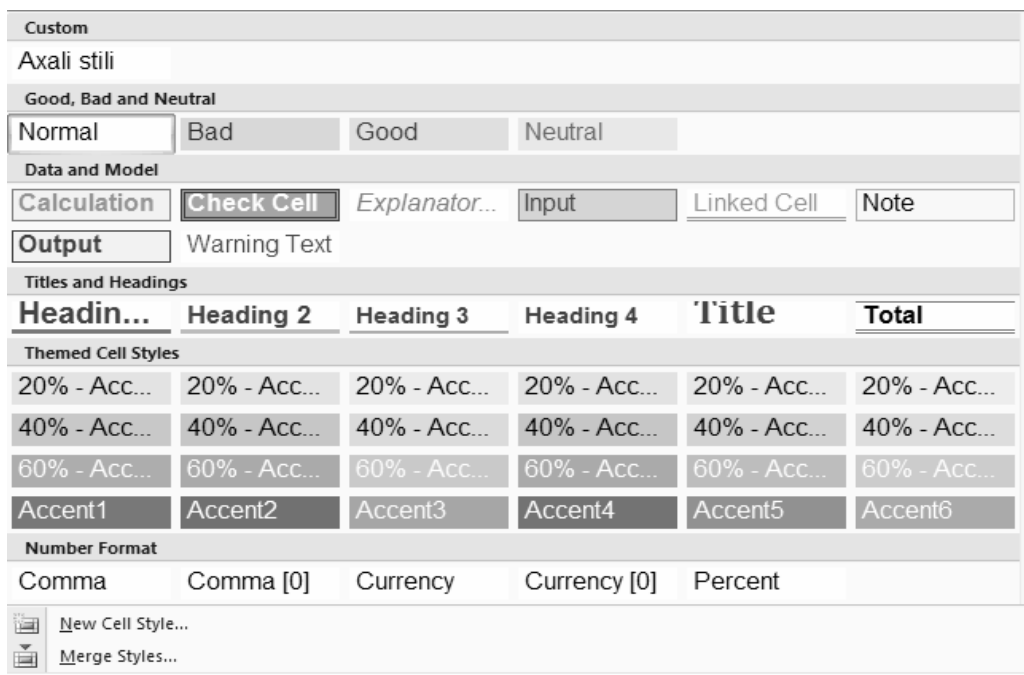 Custom
Axali stili
Good, Bad and Neutral
Normal Bad Good Neutral
Data and Model
Calculation Check Cell Explanator... Input Linked Cell Note
Output Warning Text
Titles and Headings
Headin... Heading 2 Heading 3 Heading 4 Title Total
Themed Cell Styles
20% - Acc... 20% - Acc... 20% - Acc... 20% - Acc... 20% - Acc... 20% - Acc...
40% - Acc... 40% - Acc... 40% - Acc... 40% - Acc... 40% - Acc... 40% - Acc...
60% - Acc... 60% - Acc... 60% - Acc... 60% - Acc... 60% - Acc... 60% - Acc...
Accent1 Accent2 Accent3 Accent4 Accent5 Accent6
Number Format
Comma Comma [0] Currency Currency [0] Percent
New Cell Style...
Merge Styles...